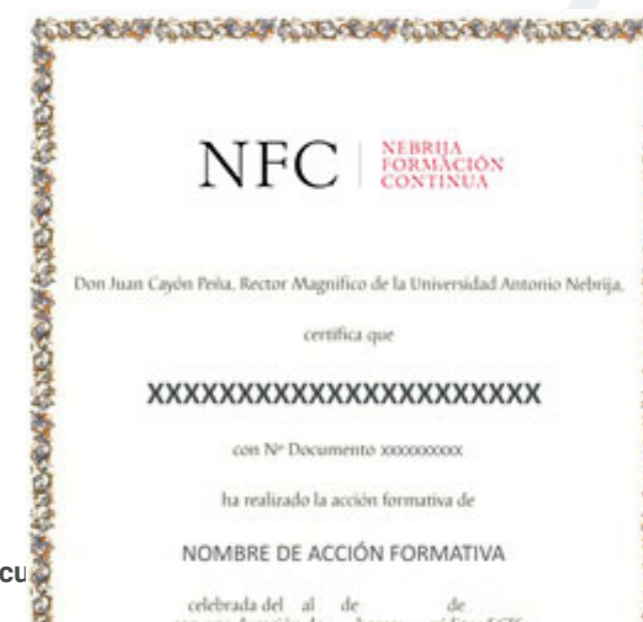 NFC
NEBRIJA
FORMACIÓN
CONTINUA
Don Juan Cayón Peña, Rector Magnífico de la Universidad Antonio Nebrija,
certifica que
XXXXXXXXXXXXXXXXXXXXXX
con Nº Documento xxxxxxxxxx
ha realizado la acción formativa de
NOMBRE DE ACCIÓN FORMATIVA
cu
celebrada del al de de